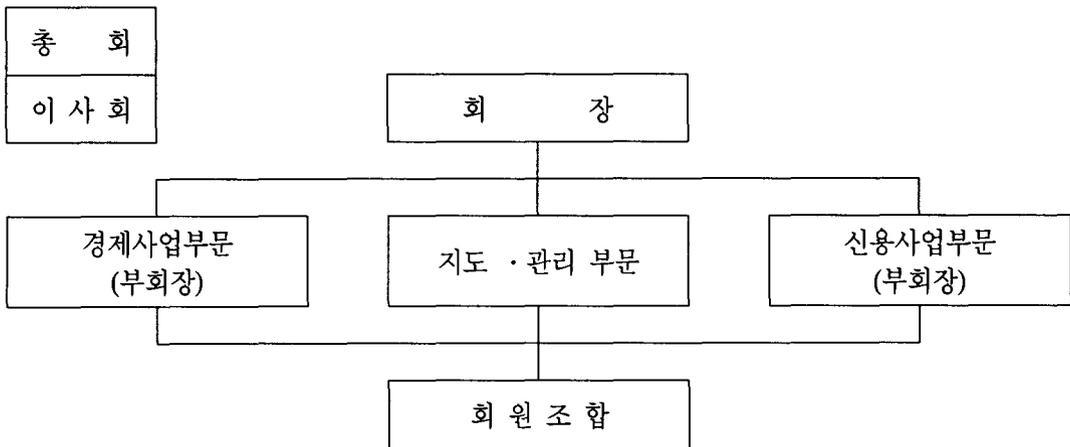 총 회
이 사 회
회 장
경제사업부문
(부회장)
지도 · 관리 부문
신용사업부문
(부회장)
회 원 조 합